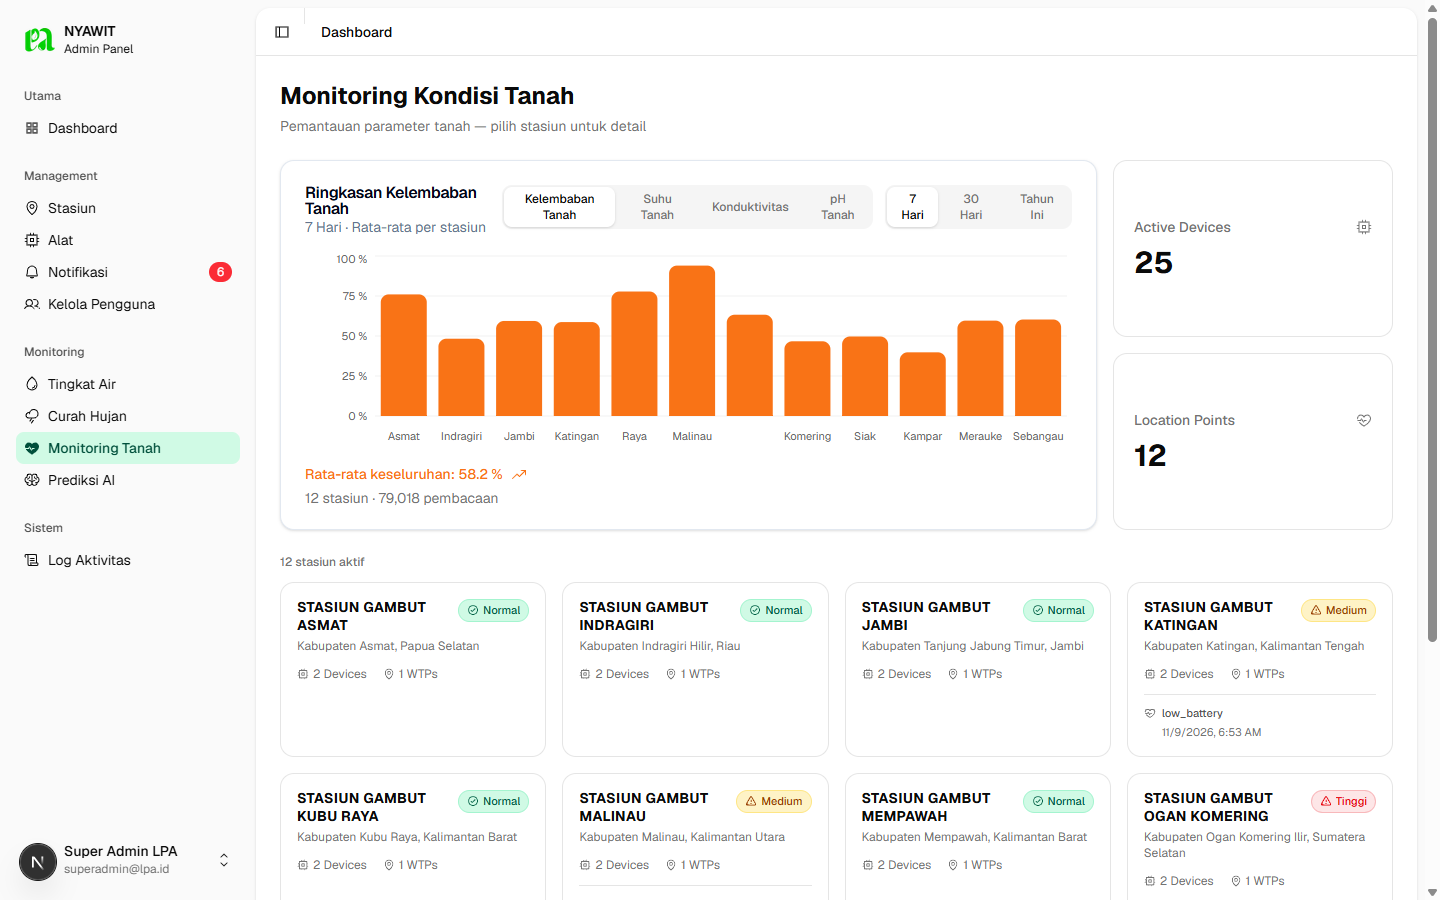 NYAWIT
Admin Panel
Utama
Dashboard
Management
Stasiun
Alat
Notifikasi
6
Kelola Pengguna
Monitoring
Tingkat Air
Curah Hujan
Monitoring Tanah
Prediksi AI
Sistem
Log Aktivitas
N
Super Admin LPA
superadmin@lpa.id
Dashboard
Monitoring Kondisi Tanah
Pemantauan parameter tanah — pilih stasiun untuk detail
Ringkasan Kelembaban
Tanah
7 Hari · Rata-rata per stasiun
Kelembaban
Tanah
Suhu
Tanah
Konduktivitas
pH
Tanah
7
Hari
30
Hari
Tahun
Ini
100 %
75 %
50 %
25 %
0 %
Asmat
Indragiri
Jambi
Katingan
Raya
Malinau
Komering
Siak
Kampar
Merauke
Sebangau
Rata-rata keseluruhan: 58.2 %
12 stasiun · 79,018 pembacaan
Active Devices
25
Location Points
12
12 stasiun aktif
STASIUN GAMBUT
ASMAT
Normal
Kabupaten Asmat, Papua Selatan
2 Devices
1 WTPs
STASIUN GAMBUT
INDRAGIRI
Normal
Kabupaten Indragiri Hilir, Riau
2 Devices
1 WTPs
STASIUN GAMBUT
JAMBI
Normal
Kabupaten Tanjung Jabung Timur, Jambi
2 Devices
1 WTPs
STASIUN GAMBUT
KATINGAN
Medium
Kabupaten Katingan, Kalimantan Tengah
2 Devices
1 WTPs
low_battery
11/9/2026, 6:53 AM
STASIUN GAMBUT
KUBU RAYA
Normal
Kabupaten Kubu Raya, Kalimantan Barat
2 Devices
1 WTPs
STASIUN GAMBUT
MALINAU
Medium
Kabupaten Malinau, Kalimantan Utara
2 Devices
1 WTPs
STASIUN GAMBUT
MEMPAWAH
Normal
Kabupaten Mempawah, Kalimantan Barat
2 Devices
1 WTPs
STASIUN GAMBUT
OGAN KOMERING
Tinggi
Kabupaten Ogan Komering Ilir, Sumatera
Selatan
2 Devices
1 WTPs